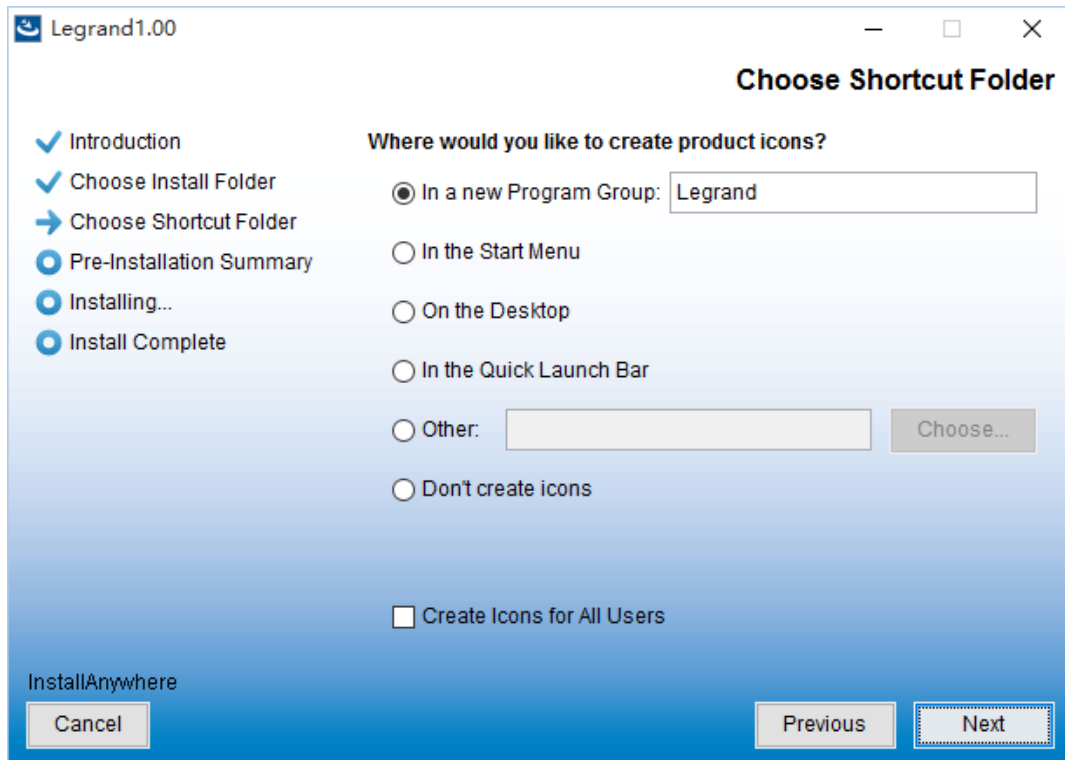 Legrand1.00
Choose Shortcut Folder
Introduction
Choose Install Folder
Choose Shortcut Folder
Pre-Installation Summary
Installing...
Install Complete
Where would you like to create product icons?
In a new Program Group: Legrand
In the Start Menu
On the Desktop
In the Quick Launch Bar
Other: Choose...
Don't create icons
Create Icons for All Users
InstallAnywhere
Cancel Previous Next